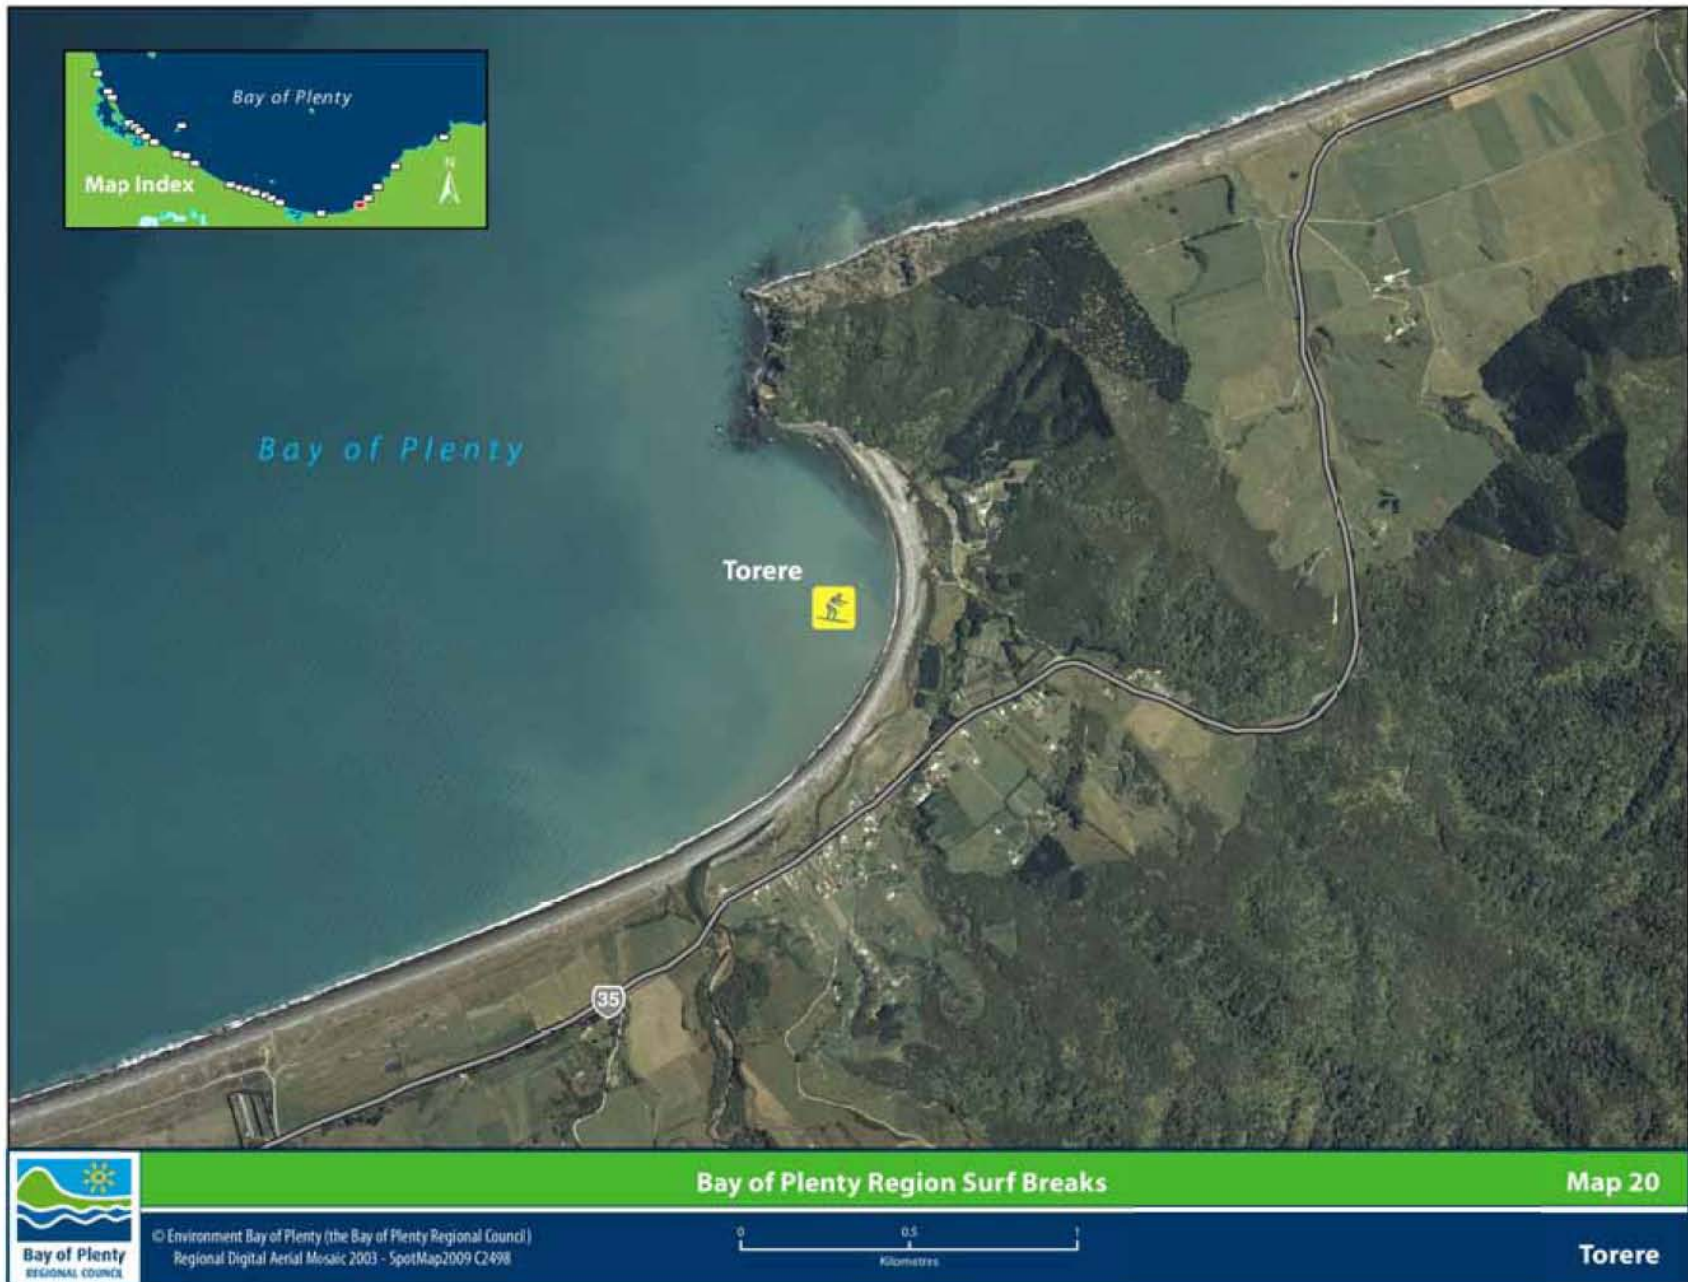 Bay of Plenty
Map Index
N
Bay of Plenty
Torere
35
Bay of Plenty Region Surf Breaks
Map 20
Bay of Plenty
REGIONAL COUNCIL
© Environment Bay of Plenty (the Bay of Plenty Regional Council)
Regional Digital Aerial Mosaic 2003 - SpotMap2009 C2498
0 0.5 1
Kilometres
Torere